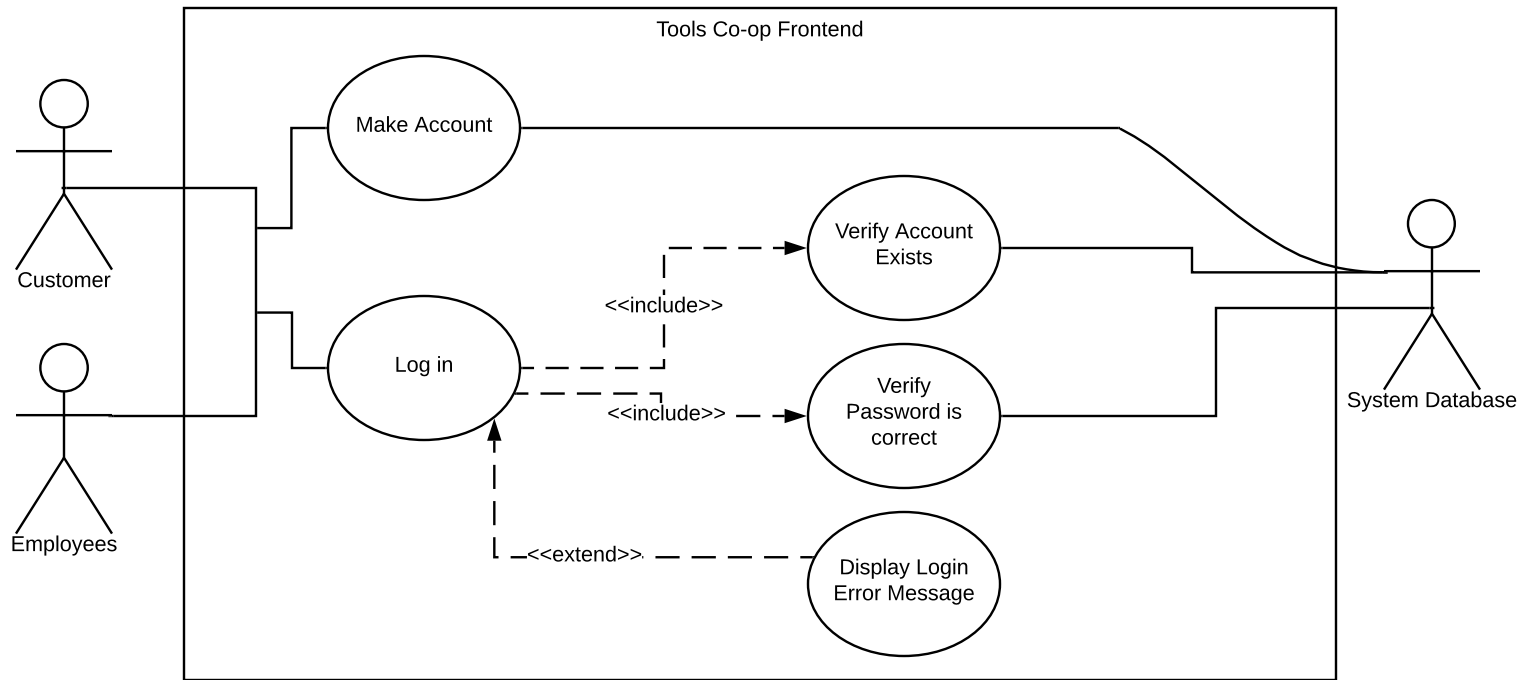 Tools Co-op Frontend
Make Account
Customer
Verify Account
Exists
<<include>>
Log in
Verify
Password is
correct
<<include>>
System Database
Employees
<<extend>>
Display Login
Error Message